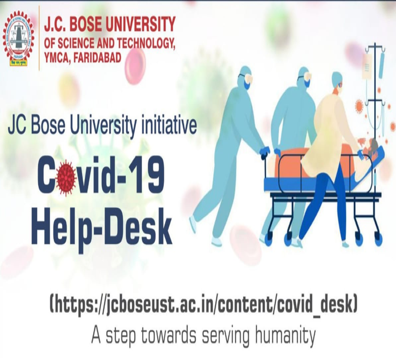 J.C. BOSE UNIVERSITY
OF SCIENCE AND TECHNOLOGY,
YMCA, FARIDABAD
JC Bose University initiative
Covid-19
Help-Desk
(https://jcboseust.ac.in/content/covid_desk)
A step towards serving humanity